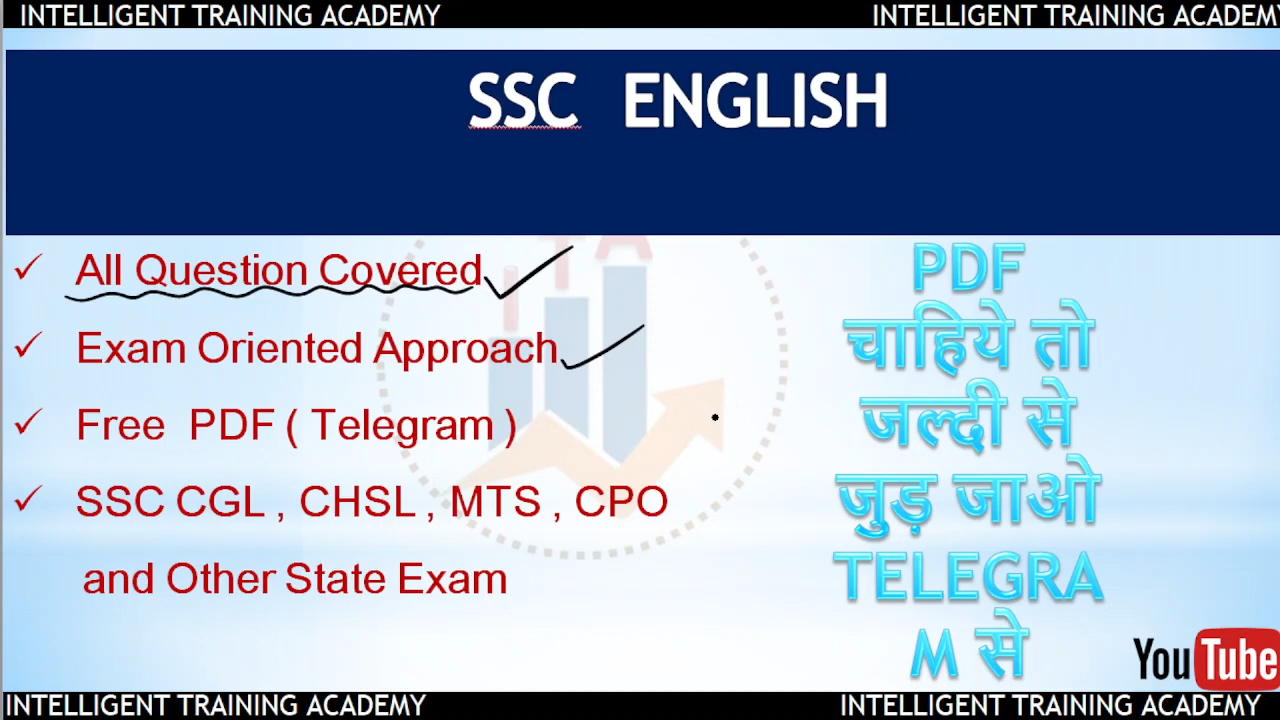 INTELLIGENT TRAINING ACADEMY
INTELLIGENT TRAINING ACADEMY
SSC ENGLISH
All Question Covered
Exam Oriented Approach
Free PDF ( Telegram )
SSC CGL , CHSL , MTS , CPO
and Other State Exam
PDF
चाहिये तो
जल्दी से
जुड़ जाओ
TELEGRA
M से
ITA
YouTube
INTELLIGENT TRAINING ACADEMY
INTELLIGENT TRAINING ACADEMY